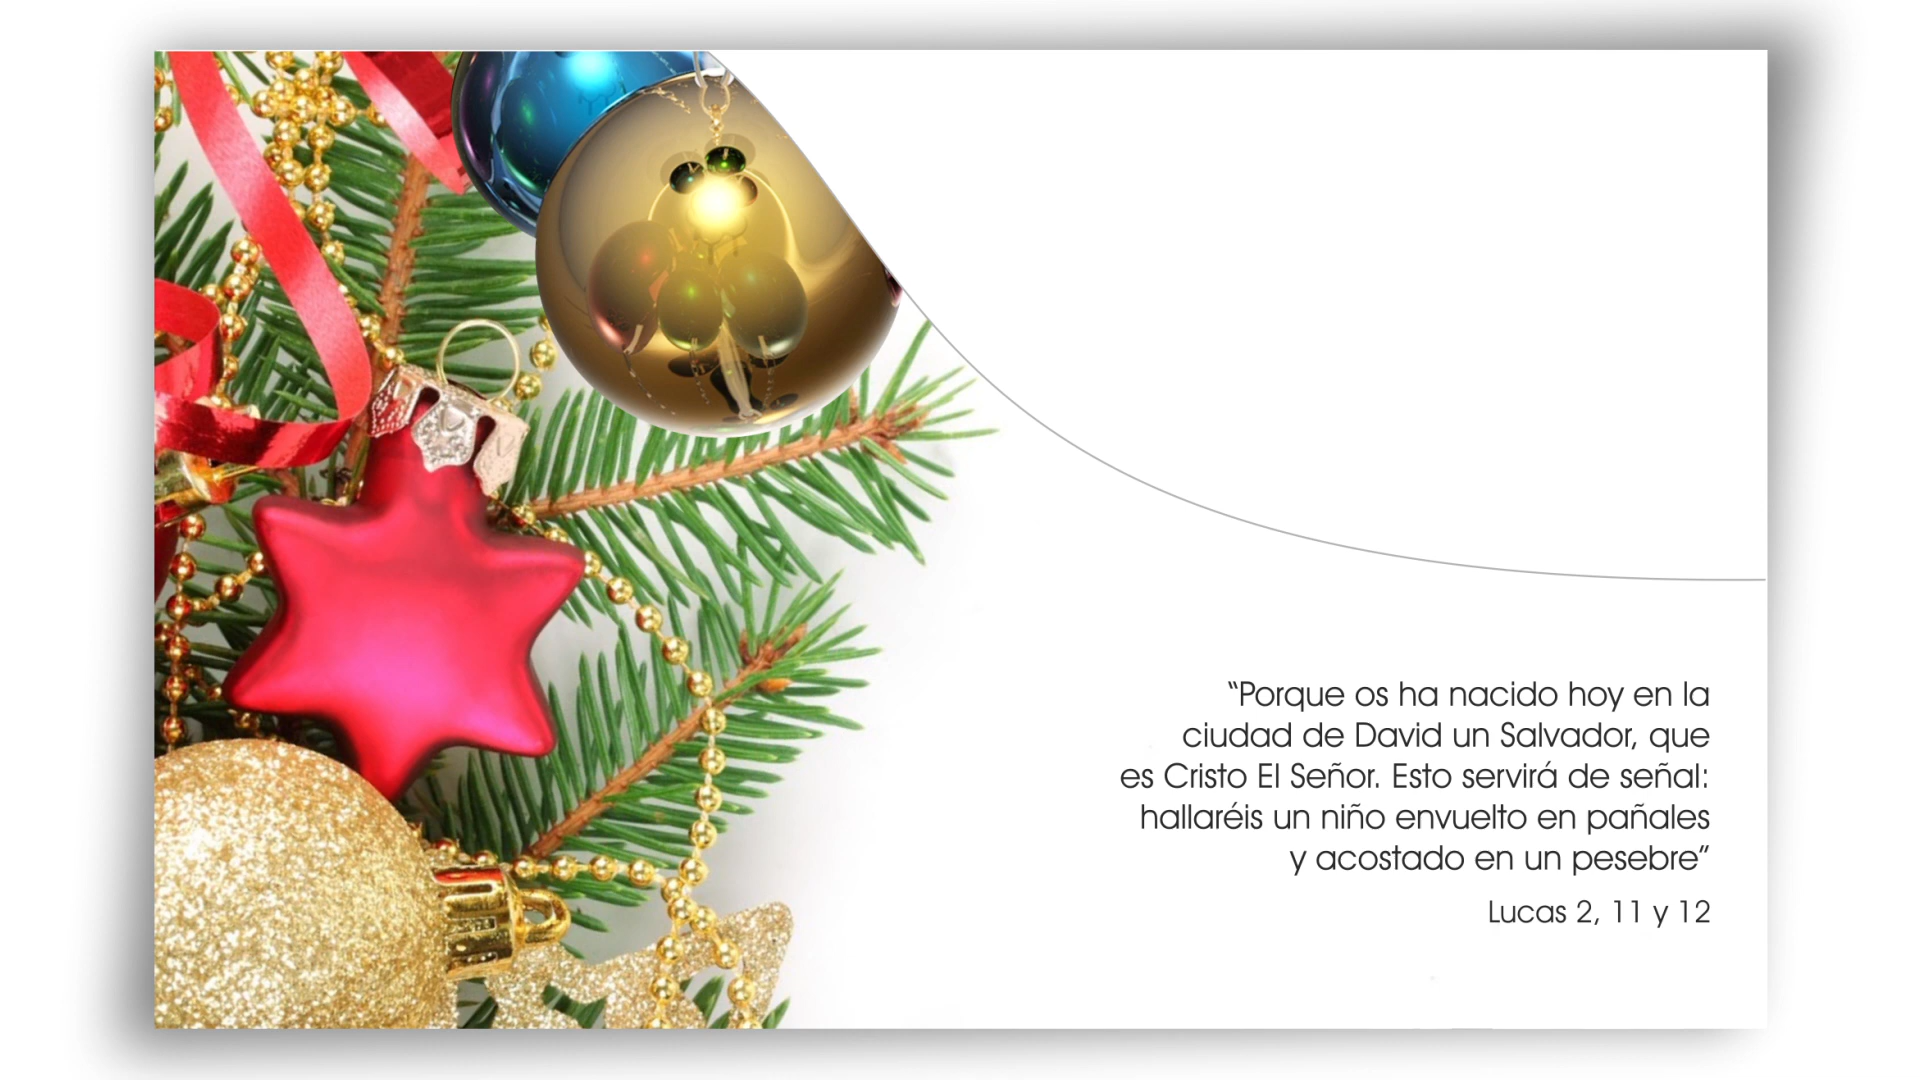 “Porque os ha nacido hoy en la
ciudad de David un Salvador, que
es Cristo El Señor. Esto servirá de señal:
hallaréis un niño envuelto en pañales
y acostado en un pesebre”
Lucas 2, 11 y 12